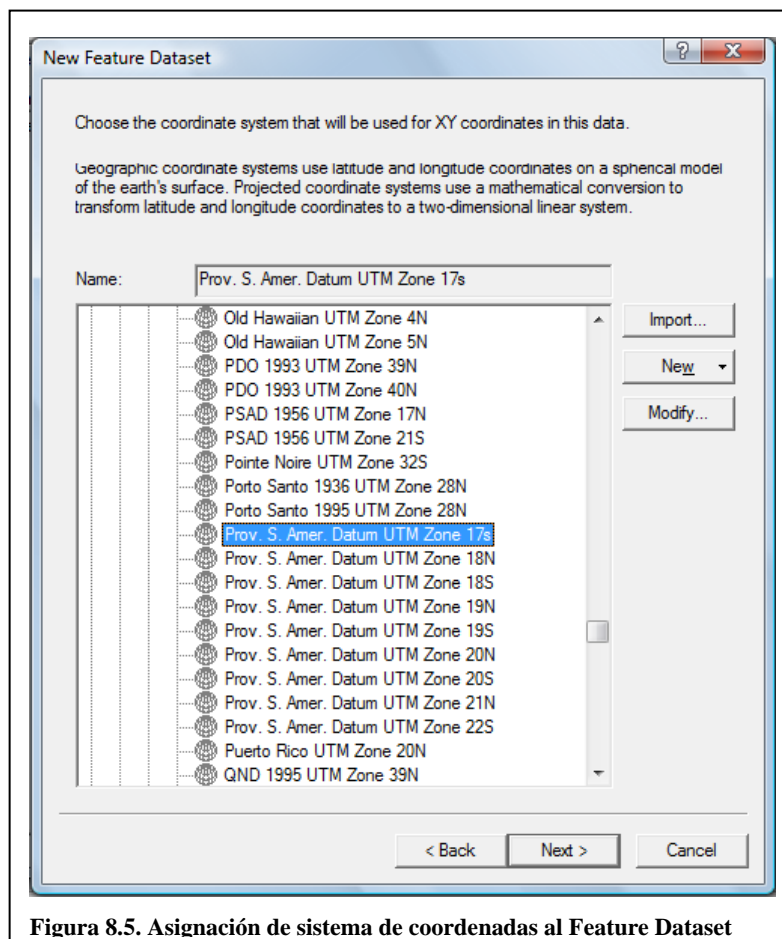 New Feature Dataset
Choose the coordinate system that will be used for XY coordinates in this data.
Geographic coordinate systems use latitude and longitude coordinates on a spherical model
of the earth's surface. Projected coordinate systems use a mathematical conversion to
transform latitude and longitude coordinates to a two-dimensional linear system.
Name: Prov. S. Amer. Datum UTM Zone 17s
Old Hawaiian UTM Zone 4N
Old Hawaiian UTM Zone 5N
PDO 1993 UTM Zone 39N
PDO 1993 UTM Zone 40N
PSAD 1956 UTM Zone 17N
PSAD 1956 UTM Zone 21S
Pointe Noire UTM Zone 32S
Porto Santo 1936 UTM Zone 28N
Porto Santo 1995 UTM Zone 28N
Prov. S. Amer. Datum UTM Zone 17s
Prov. S. Amer. Datum UTM Zone 18N
Prov. S. Amer. Datum UTM Zone 18S
Prov. S. Amer. Datum UTM Zone 19N
Prov. S. Amer. Datum UTM Zone 19S
Prov. S. Amer. Datum UTM Zone 20N
Prov. S. Amer. Datum UTM Zone 20S
Prov. S. Amer. Datum UTM Zone 21N
Prov. S. Amer. Datum UTM Zone 22S
Puerto Rico UTM Zone 20N
QND 1995 UTM Zone 39N
Import...
New
Modify...
< Back
Next >
Cancel
Figura 8.5. Asignación de sistema de coordenadas al Feature Dataset